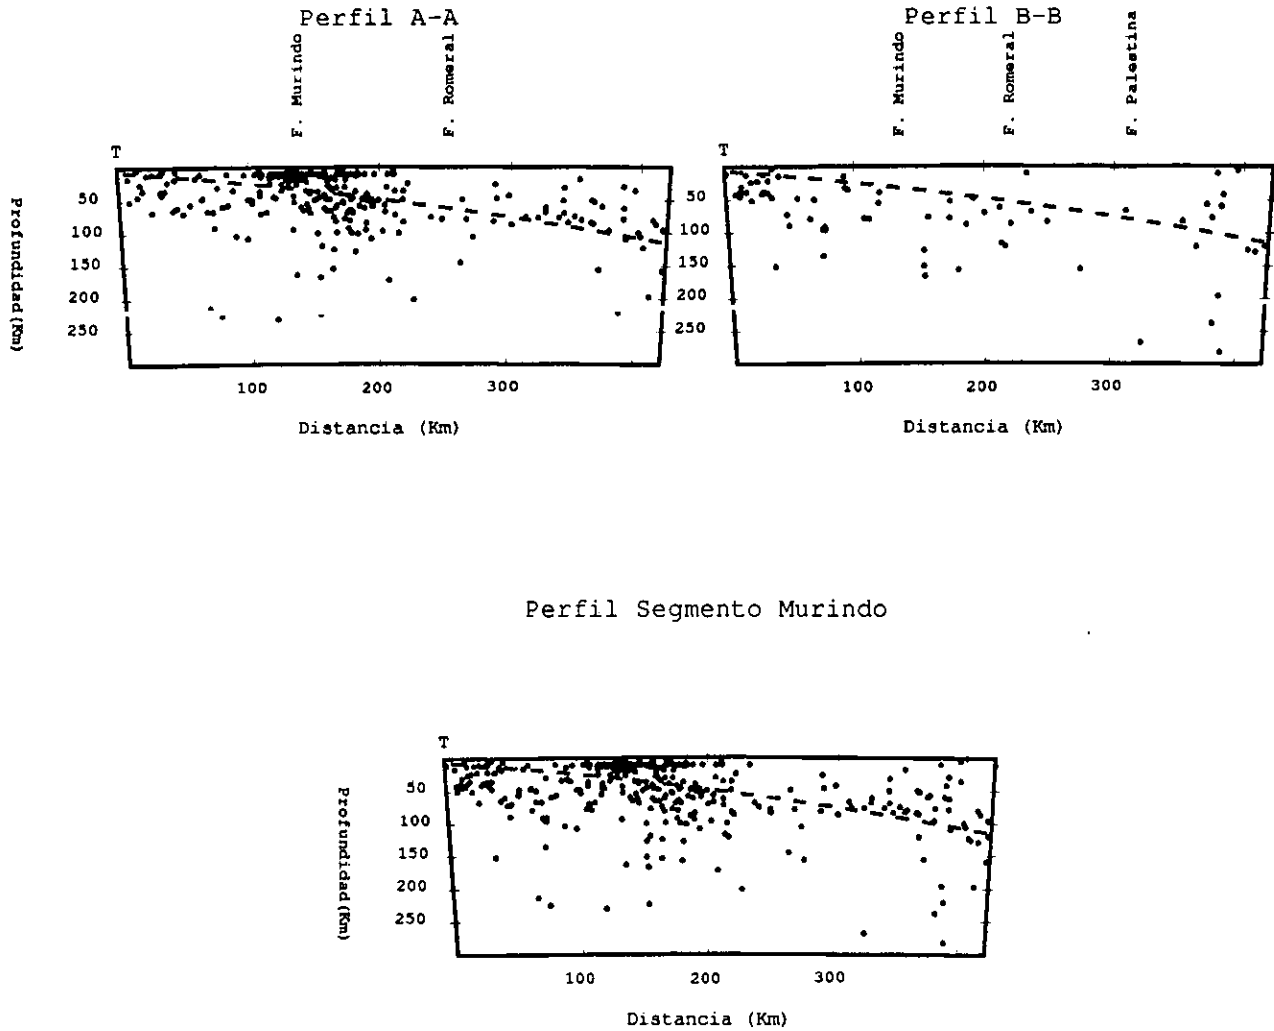 Perfil A-A
F. Murindo
F. Romeral
T
Profundidad(Km)
50
100
150
200
250
100
200
300
Distancia (Km)
Perfil B-B
F. Murindo
F. Romeral
F. Palestina
T
50
100
150
200
250
100
200
300
Distancia (Km)
Perfil Segmento Murindo
T
Profundidad(Km)
50
100
150
200
250
100
200
300
Distancia (Km)